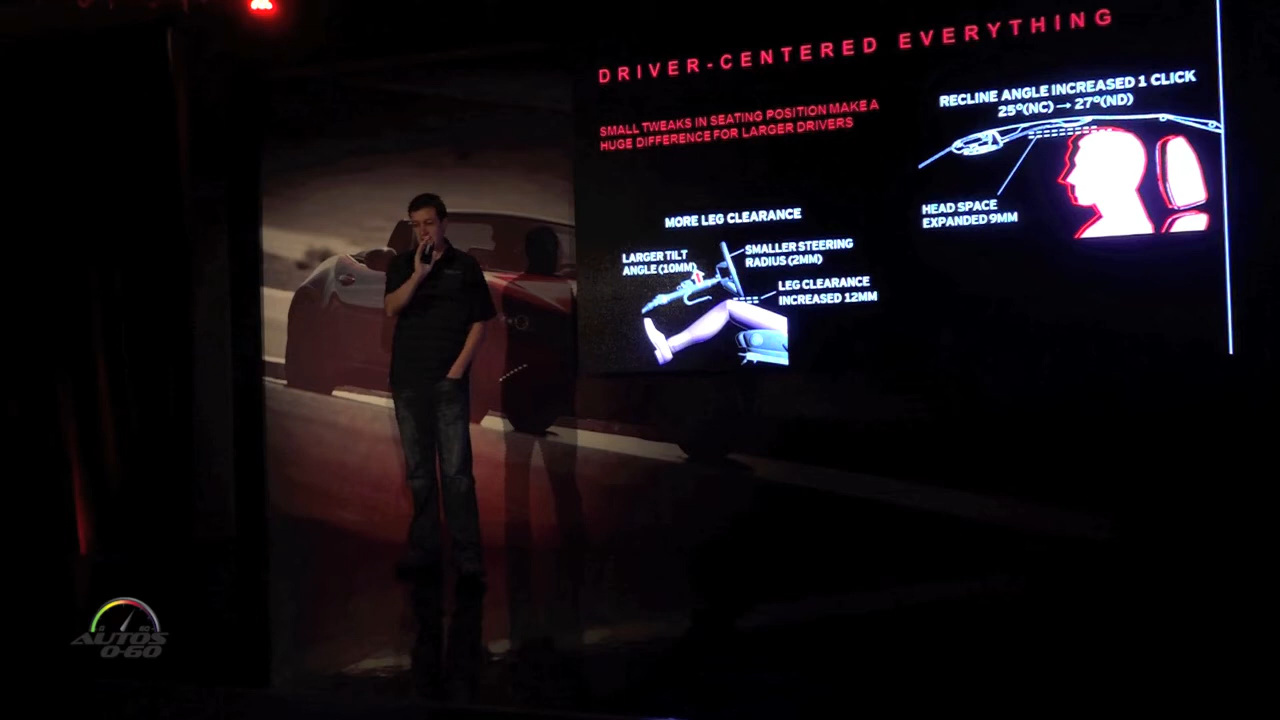 DRIVER-CENTERED EVERYTHING
SMALL TWEAKS IN SEATING POSITION MAKE A
HUGE DIFFERENCE FOR LARGER DRIVERS
RECLINE ANGLE INCREASED 1 CLICK
25°(NC) → 27°(ND)
HEAD SPACE
EXPANDED 9MM
MORE LEG CLEARANCE
LARGER TILT
ANGLE (10MM)
SMALLER STEERING
RADIUS (2MM)
LEG CLEARANCE
INCREASED 12MM
AUTOS
0-60